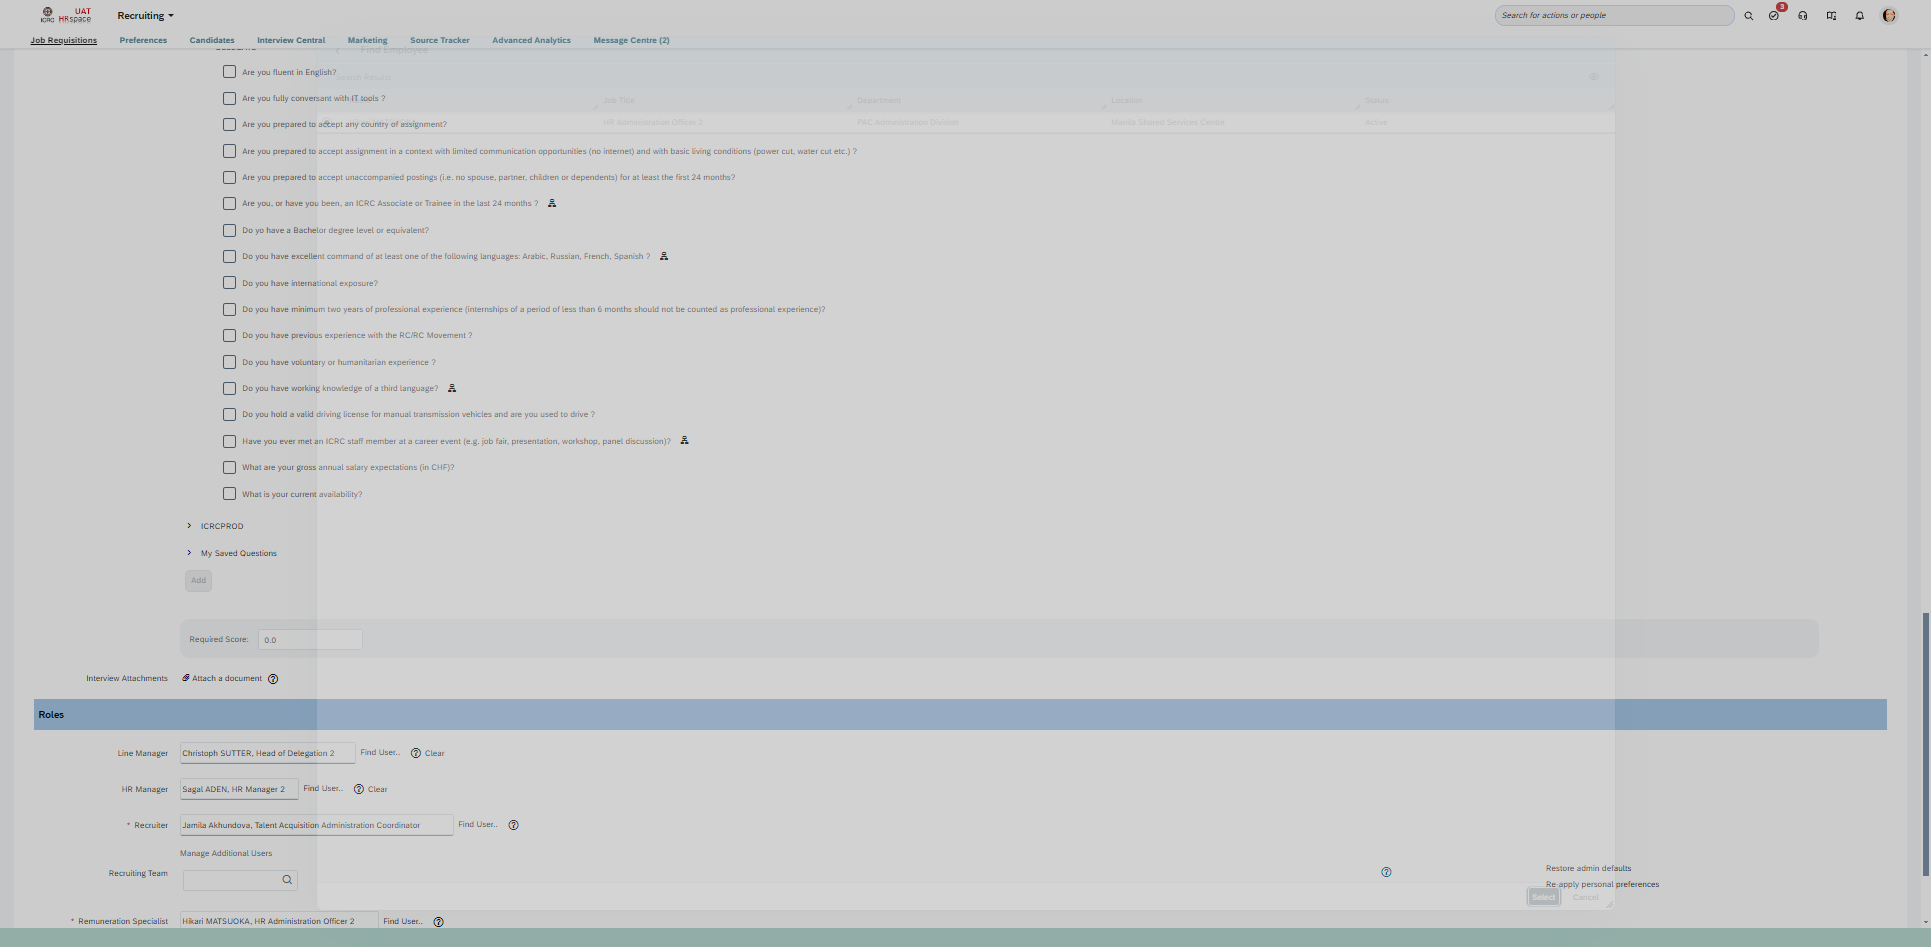 UAT
ICRC HRspace
Recruiting
Search for actions or people
3
Job Requisitions Preferences Candidates Interview Central Marketing Source Tracker Advanced Analytics Message Centre (2)
Find Employee
Are you fluent in English?
Search Results
Are you fully conversant with IT tools ?
Job Title Department Location Status
Are you prepared to accept any country of assignment?
HR Administration Officer 2 PAC Administration Division Manila Shared Services Centre Active
Are you prepared to accept assignment in a context with limited communication opportunities (no internet) and with basic living conditions (power cut, water cut etc.) ?
Are you prepared to accept unaccompanied postings (i.e. no spouse, partner, children or dependents) for at least the first 24 months?
Are you, or have you been, an ICRC Associate or Trainee in the last 24 months ?
Do yo have a Bachelor degree level or equivalent?
Do you have excellent command of at least one of the following languages: Arabic, Russian, French, Spanish ?
Do you have international exposure?
Do you have minimum two years of professional experience (internships of a period of less than 6 months should not be counted as professional experience)?
Do you have previous experience with the RC/RC Movement ?
Do you have voluntary or humanitarian experience ?
Do you have working knowledge of a third language?
Do you hold a valid driving license for manual transmission vehicles and are you used to drive ?
Have you ever met an ICRC staff member at a career event (e.g. job fair, presentation, workshop, panel discussion)?
What are your gross annual salary expectations (in CHF)?
What is your current availability?
ICRCPROD
My Saved Questions
Add
Required Score: 0.0
Interview Attachments Attach a document
Roles
Line Manager Christoph SUTTER, Head of Delegation 2 Find User.. Clear
HR Manager Sagal ADEN, HR Manager 2 Find User.. Clear
* Recruiter Jamila Akhundova, Talent Acquisition Administration Coordinator Find User..
Manage Additional Users
Recruiting Team
Restore admin defaults
Re-apply personal preferences
Select Cancel
* Remuneration Specialist Hikari MATSUOKA, HR Administration Officer 2 Find User..